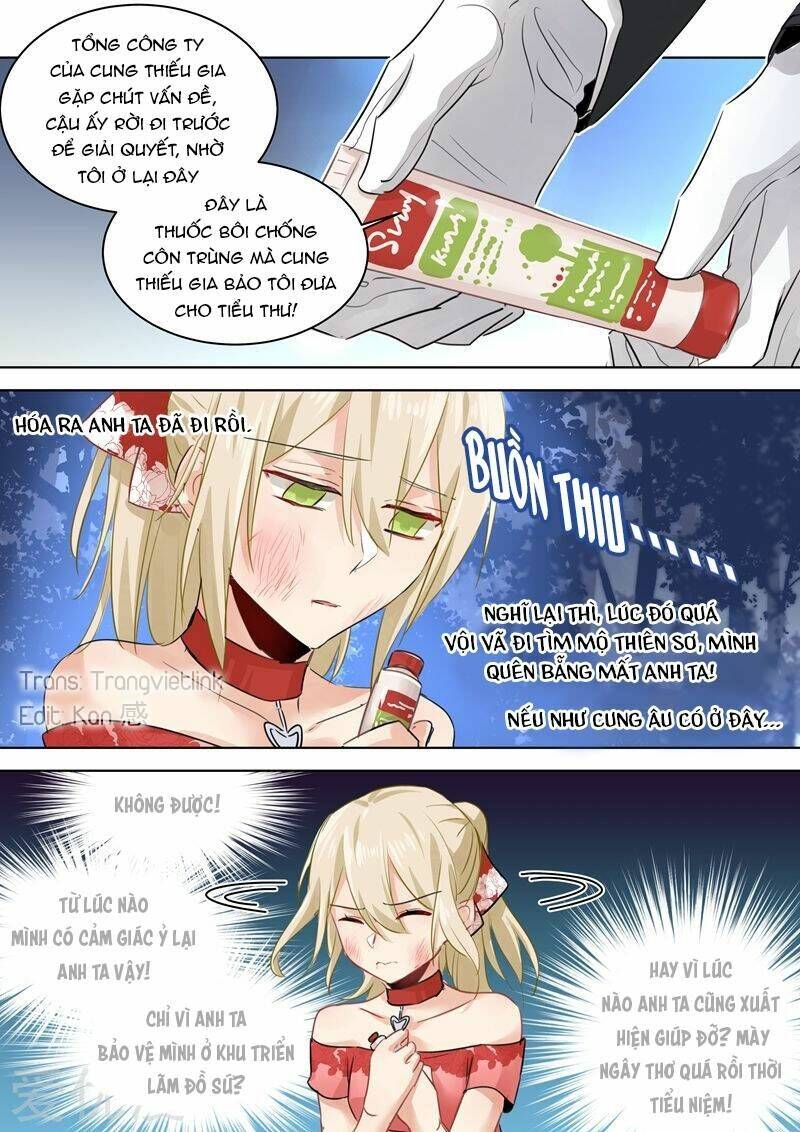 TỔNG CÔNG TY
CỦA CUNG THIẾU GIA
GẶP CHÚT VẤN ĐỀ,
CẬU ẤY RỜI ĐI TRƯỚC
ĐỂ GIẢI QUYẾT, NHỜ
TÔI Ở LẠI ĐÂY
ĐÂY LÀ
THUỐC BÔI CHỐNG
CÔN TRÙNG MÀ CUNG
THIẾU GIA BẢO TÔI ĐƯA
CHO TIỂU THƯ!
HÓA RA ANH TA ĐÃ ĐI RỒI.
BUỒN THIU......
NGHĨ LẠI THÌ, LÚC ĐÓ QUÁ
VỘI VÃ ĐI TÌM MỘ THIÊN SƠ, MÌNH
QUÊN BẴNG MẤT ANH TA!
NẾU NHƯ CUNG ÂU CÓ Ở ĐÂY...
Trans: Trangvietlink
Edit: Kan 感
KHÔNG ĐƯỢC!
TỪ LÚC NÀO
MÌNH CÓ CẢM GIÁC Ỷ LẠI
ANH TA VẬY!
CHỈ VÌ ANH TA
BẢO VỆ MÌNH Ở KHU TRIỂN
LÃM ĐỒ SỨ?
HAY VÌ LÚC
NÀO ANH TA CŨNG XUẤT
HIỆN GIÚP ĐỠ? MÀY
NGÂY THƠ QUÁ RỒI THỜI
TIỂU NIỆM!